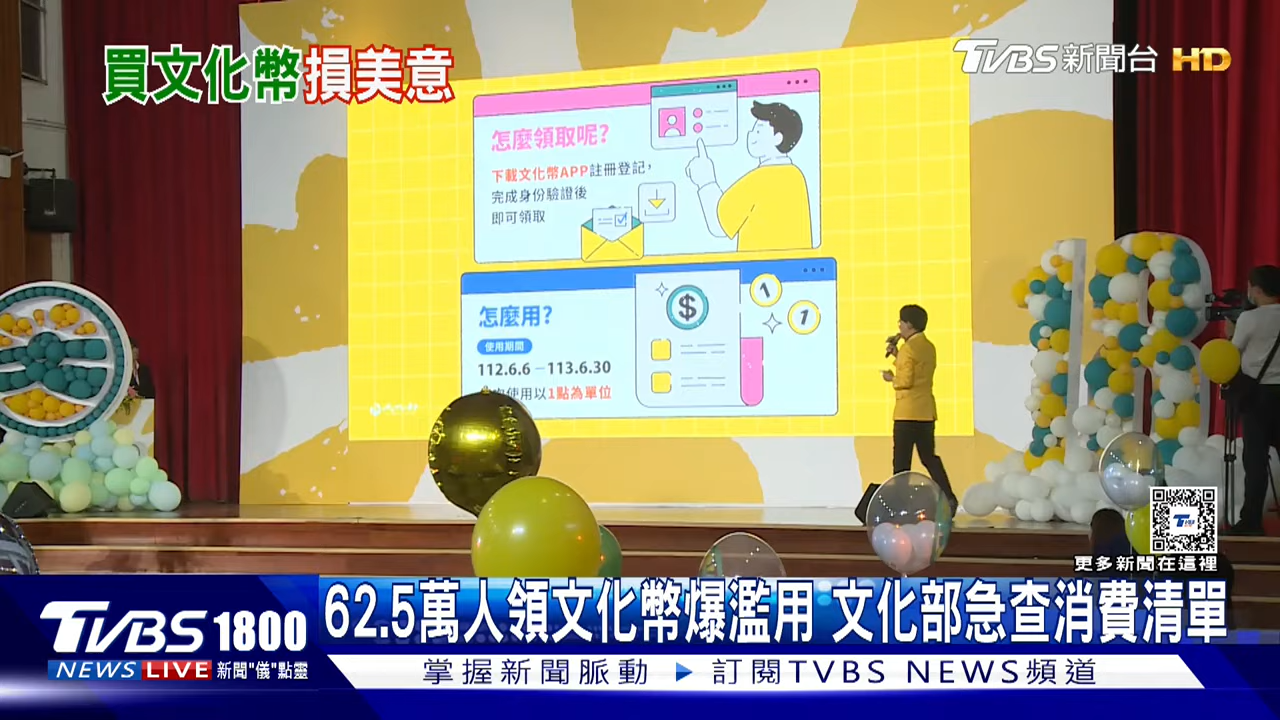 買文化幣損美意
TVBS新聞台 HD
怎麼領取呢?
下載文化幣APP註冊登記，
完成身份驗證後
即可領取
怎麼用?
使用期間
112.6.6－113.6.30
使用以1點為單位
$
1
1
TVBS
更多新聞在這裡
62.5萬人領文化幣爆濫用 文化部急查消費清單
TVBS 1800
NEWS LIVE 新聞"儀"點靈
掌握新聞脈動 ▶ 訂閱TVBS NEWS頻道